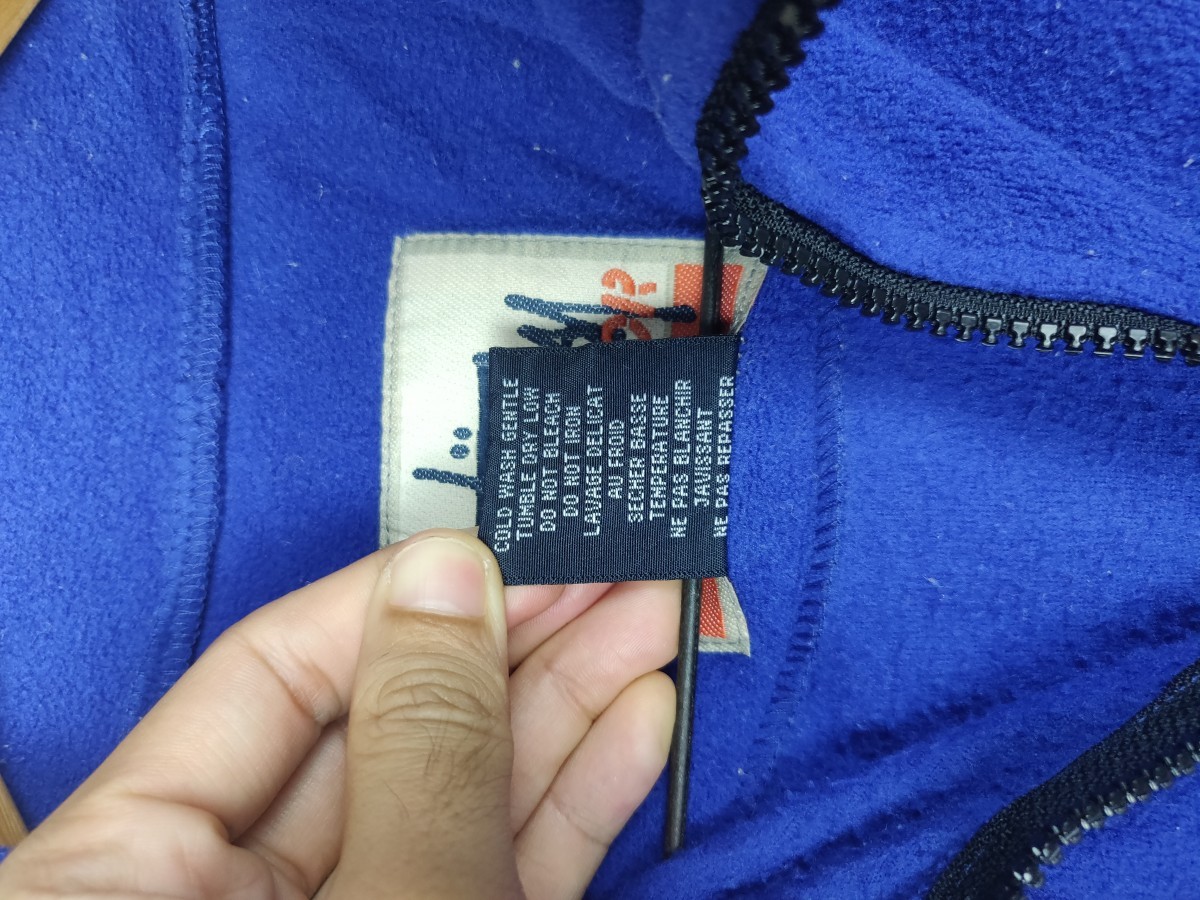 COLD WASH GENTLE
TUMBLE DRY LOW
DO NOT BLEACH
DO NOT IRON
LAVAGE DELICAT
AU FROID
SECHER BASSE
TEMPERATURE
NE PAS BLANCHIR
JAVISSANT
NE PAS REPASSER